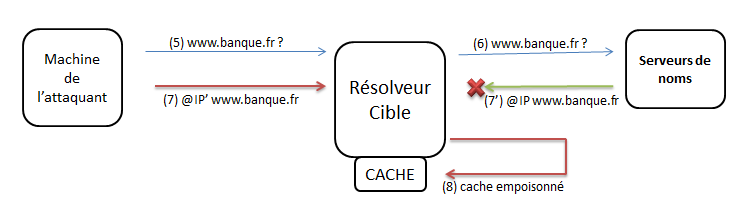 (5) www.banque.fr ?
(6) www.banque.fr ?
Machine
de
l'attaquant
Résolveur
Cible
Serveurs de
noms
(7) @IP' www.banque.fr
(7') @IP www.banque.fr
CACHE
(8) cache empoisonné